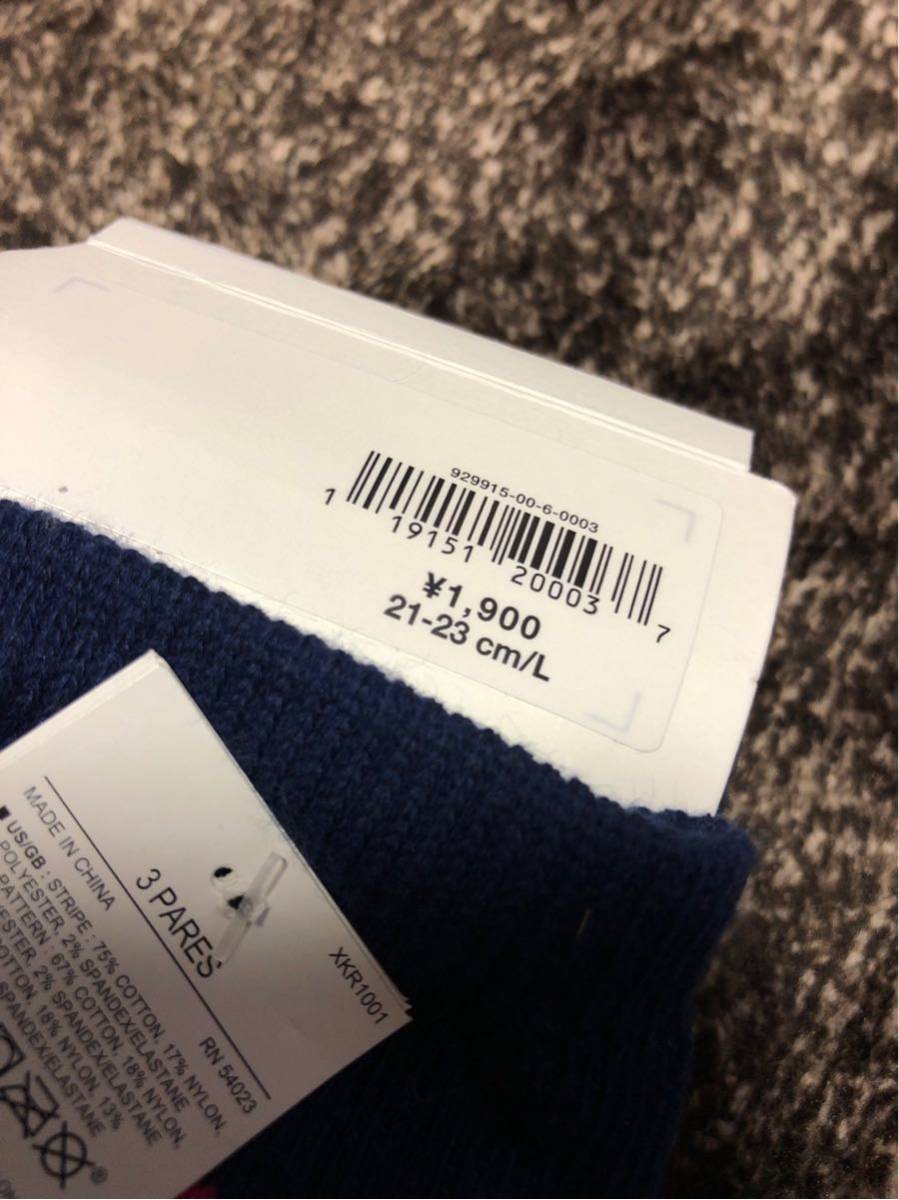 929915-00-6-0003
1 19151 20003 7
¥1,900
21-23 cm/L
XKR1001
3 PARES
MADE IN CHINA
RN 54023
US/GB : STRIPE : 75% COTTON, 17% NYLON,
POLYESTER, 2% SPANDEX/ELASTANE
PATTERN : 67% COTTON, 18% NYLON,
2% SPANDEX/ELASTANE
18% NYLON, 13%
SPANDEX/ELASTANE
®